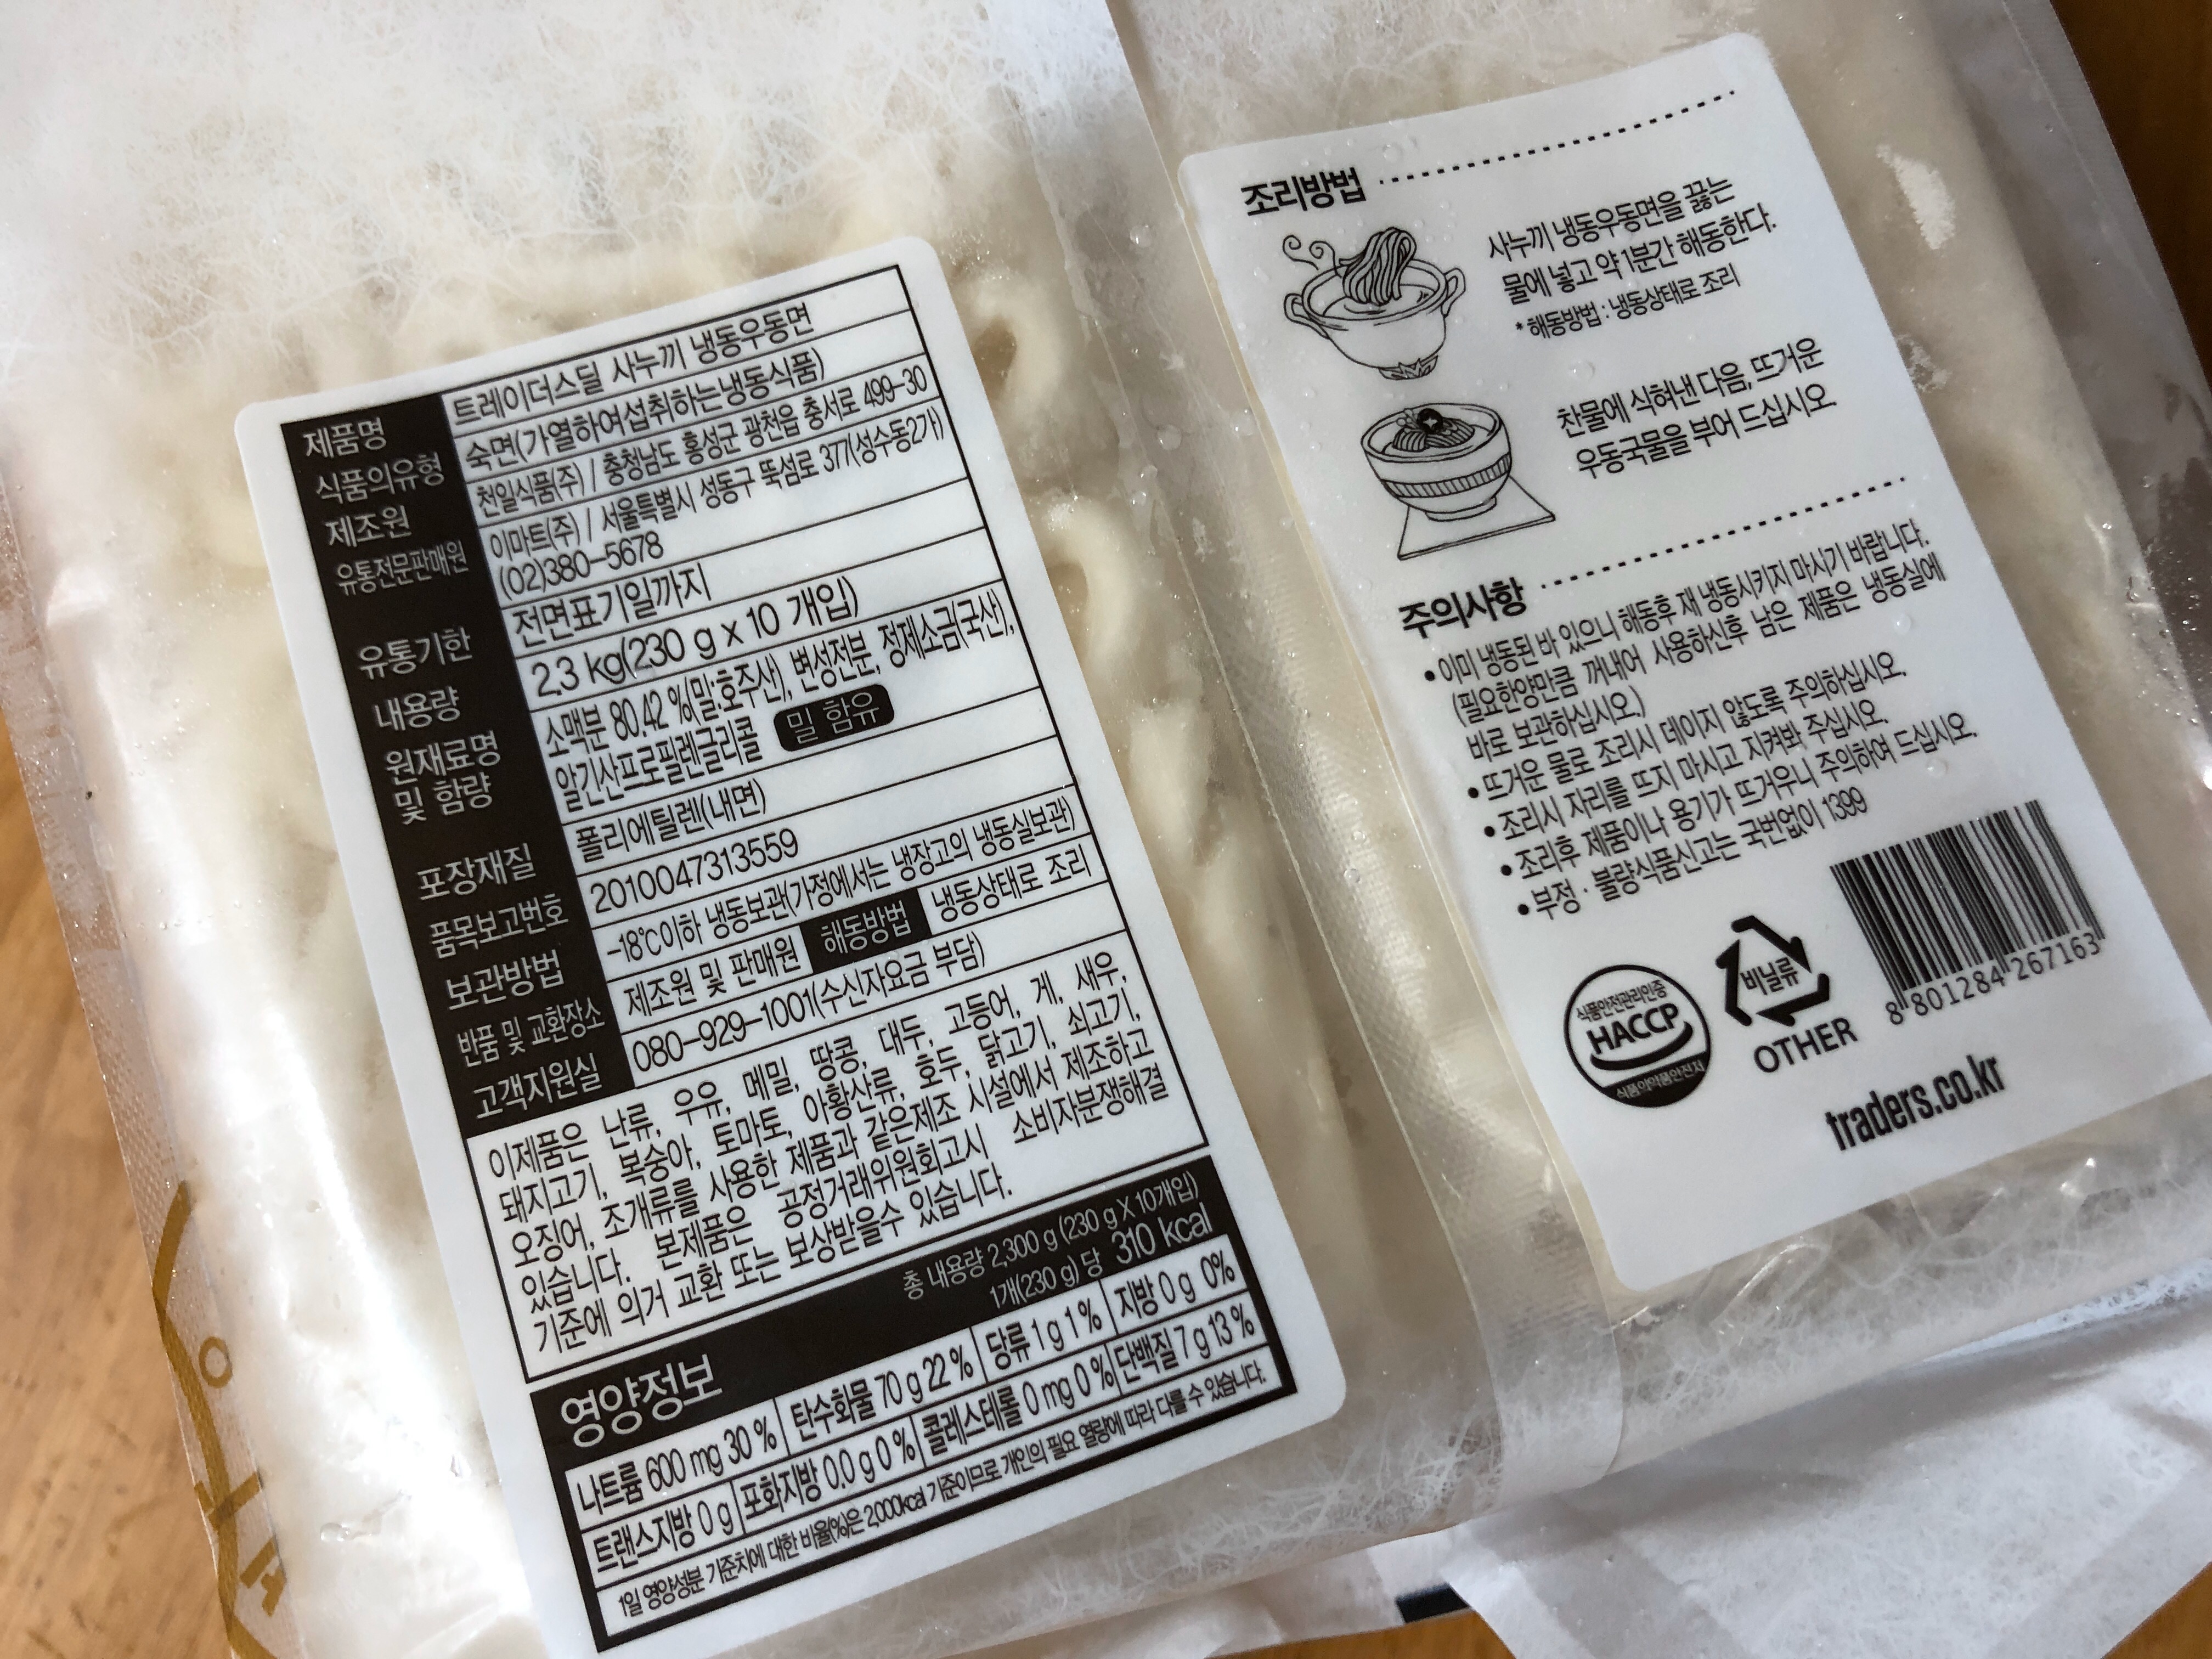 제품명 트레이더스딜 사누끼 냉동우동면
식품의유형 숙면(가열하여섭취하는냉동식품)
제조원 천일식품(주) / 충청남도 홍성군 광천읍 충서로 499-30
유통전문판매원 이마트(주) / 서울특별시 성동구 뚝섬로 377(성수동2가)
(02)380-5678
유통기한 전면표기일까지
내용량 2.3 kg(230 g x 10 개입)
원재료명 및 함량 소맥분 80.42 %(밀:호주산), 변성전분, 정제소금(국산),
알긴산프로필렌글리콜 밀 함유
포장재질 폴리에틸렌(내면)
품목보고번호 2010047313559
보관방법 -18℃이하 냉동보관(가정에서는 냉장고의 냉동실보관)
반품 및 교환장소 제조원 및 판매원 해동방법 냉동상태로 조리
고객지원실 080-929-1001(수신자요금 부담)
이제품은 난류, 우유, 메밀, 땅콩, 대두, 고등어, 게, 새우,
돼지고기, 복숭아, 토마토, 아황산류, 호두, 닭고기, 쇠고기,
오징어, 조개류를 사용한 제품과 같은제조 시설에서 제조하고
있습니다. 본제품은 공정거래위원회고시 소비자분쟁해결
기준에 의거 교환 또는 보상받을수 있습니다.
영양정보
총 내용량 2,300 g (230 g X 10개입)
1개(230 g) 당 310 kcal
나트륨 600 mg 30 % 탄수화물 70 g 22 % 당류 1 g 1 % 지방 0 g 0%
트랜스지방 0 g 포화지방 0.0 g 0 % 콜레스테롤 0 mg 0 % 단백질 7 g 13 %
1일 영양성분 기준치에 대한 비율(%)은 2,000kcal 기준이므로 개인의 필요 열량에 따라 다를 수 있습니다.
조리방법
사누끼 냉동우동면을 끓는
물에 넣고 약 1분간 해동한다.
* 해동방법 : 냉동상태로 조리
찬물에 식혀낸 다음, 뜨거운
우동국물을 부어 드십시오.
주의사항
• 이미 냉동된 바 있으니 해동후 재 냉동시키지 마시기 바랍니다.
(필요한양만큼 꺼내어 사용하신후 남은 제품은 냉동실에
바로 보관하십시오.)
• 뜨거운 물로 조리시 데이지 않도록 주의하십시오.
• 조리시 자리를 뜨지 마시고 지켜봐 주십시오.
• 조리후 제품이나 용기가 뜨거우니 주의하여 드십시오.
• 부정 · 불량식품신고는 국번없이 1399
식품안전관리인증
HACCP
식품의약품안전처
비닐류
OTHER
8 801284 267163
traders.co.kr